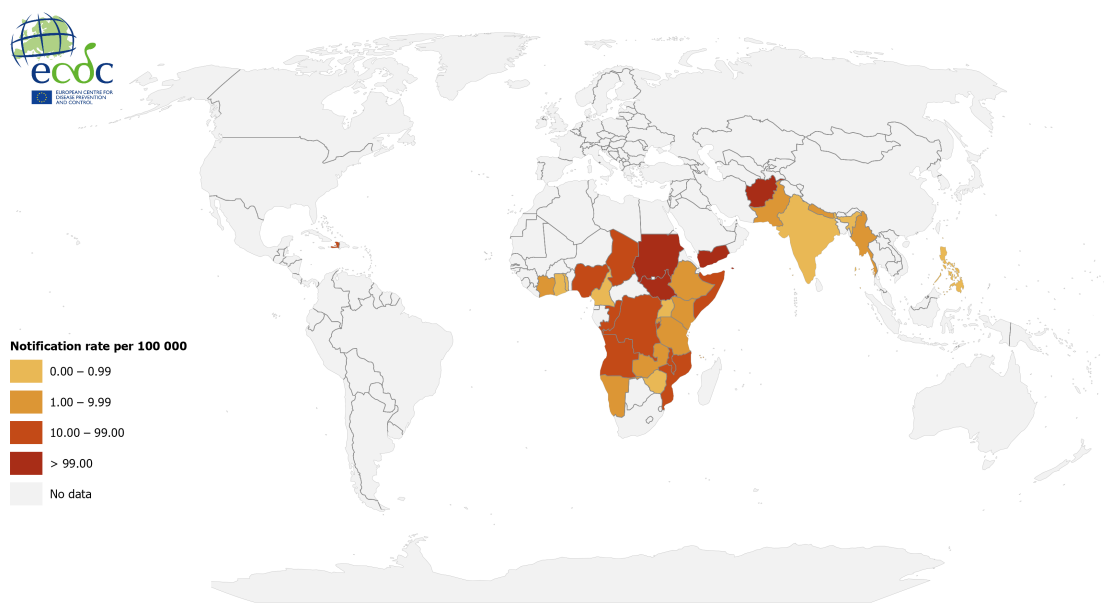 ecdc
EUROPEAN CENTRE FOR
DISEASE PREVENTION
AND CONTROL
Notification rate per 100 000
0.00 – 0.99
1.00 – 9.99
10.00 – 99.00
> 99.00
No data